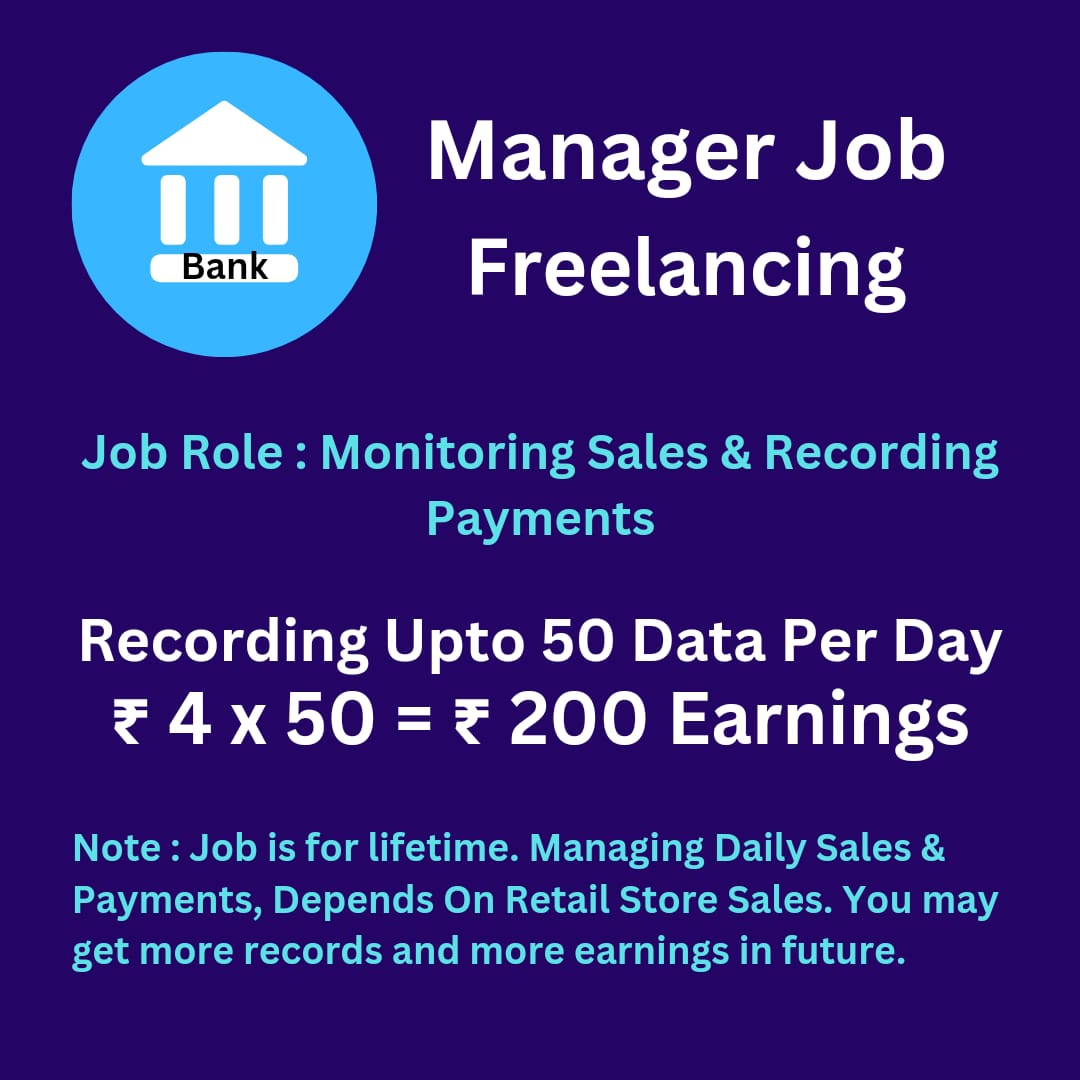 Bank
Manager Job
Freelancing
Job Role : Monitoring Sales & Recording
Payments
Recording Upto 50 Data Per Day
₹ 4 x 50 = ₹ 200 Earnings
Note : Job is for lifetime. Managing Daily Sales &
Payments, Depends On Retail Store Sales. You may
get more records and more earnings in future.